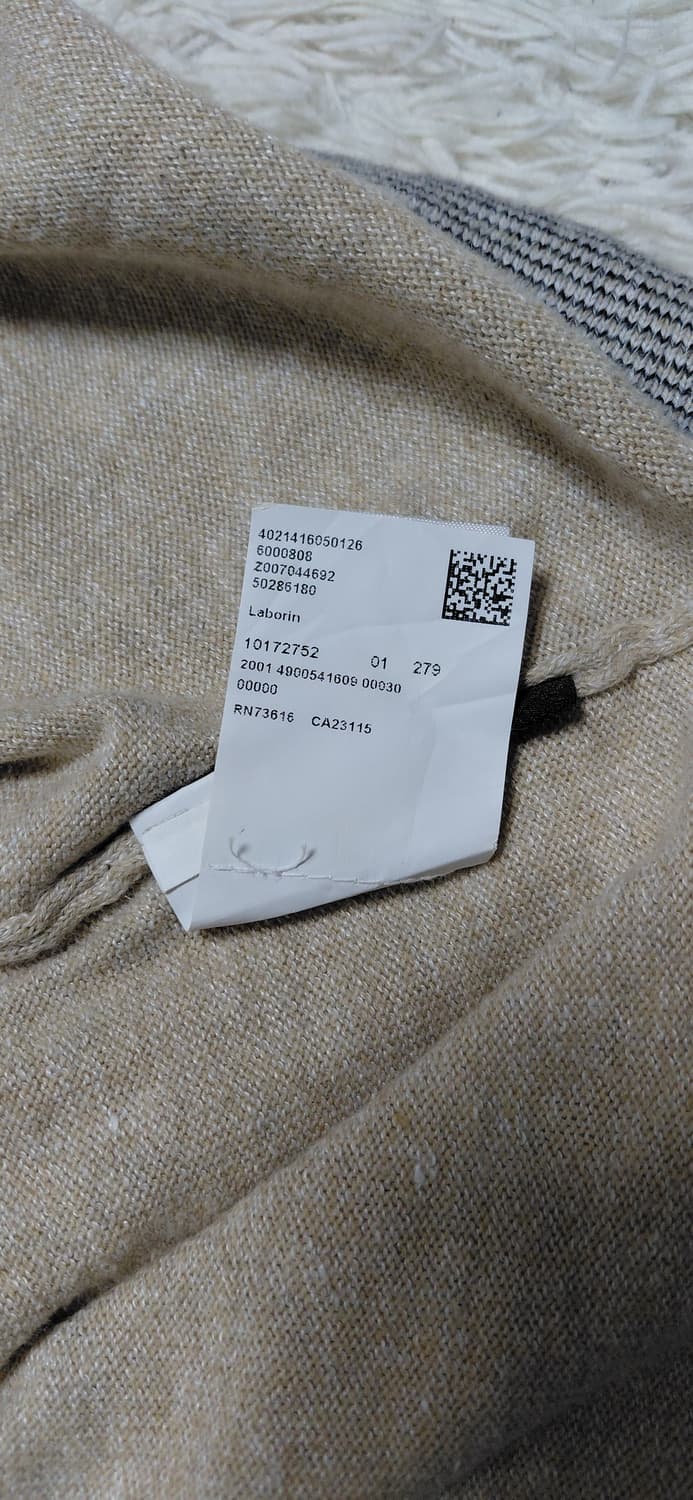 4021416050126
6000808
Z007044692
50286180
Laborin
10172752 01 279
2001 4900541609 00030
00000
RN73616 CA23115